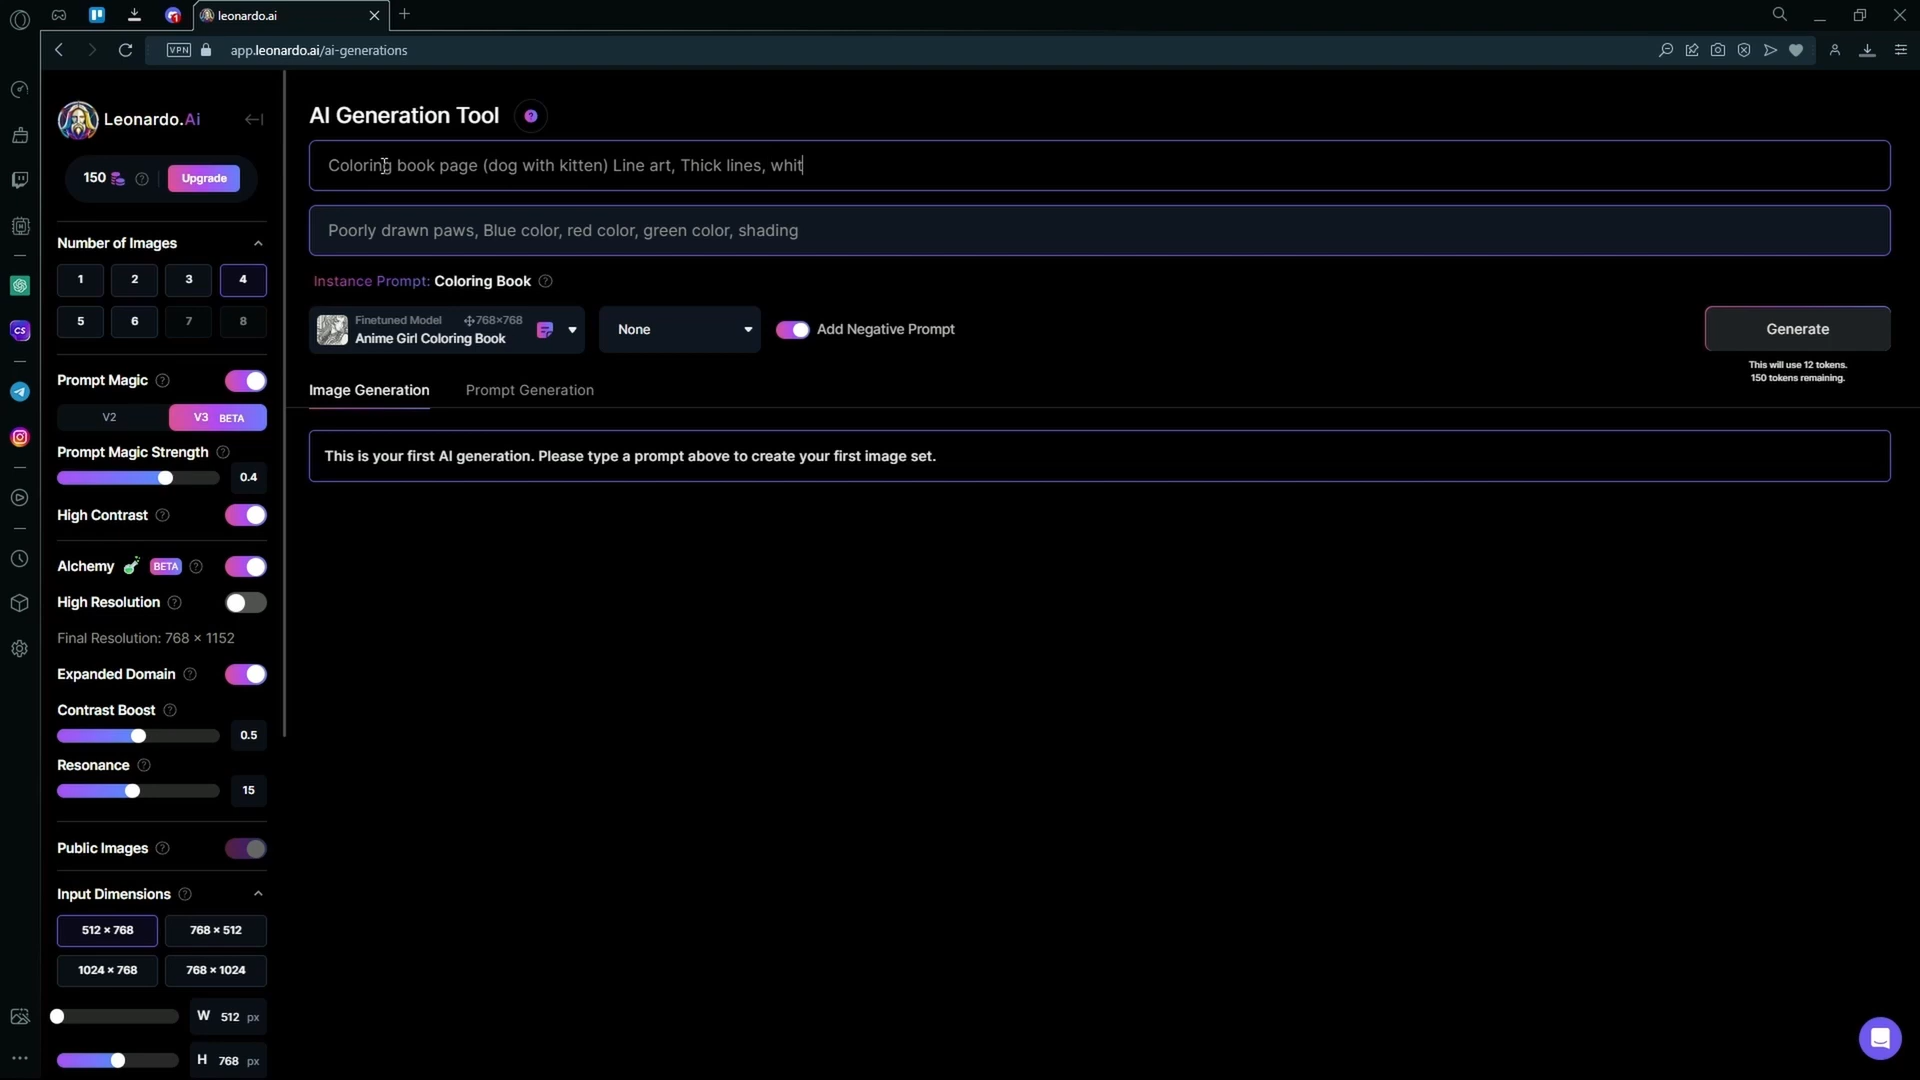 leonardo.ai
VPN app.leonardo.ai/ai-generations
Leonardo.Ai
150 Upgrade
Number of Images
1 2 3 4
5 6 7 8
Prompt Magic
V2 V3 BETA
Prompt Magic Strength
0.4
High Contrast
Alchemy BETA
High Resolution
Final Resolution: 768 × 1152
Expanded Domain
Contrast Boost
0.5
Resonance
15
Public Images
Input Dimensions
512 × 768 768 × 512
1024 × 768 768 × 1024
W 512 px
H 768 px
AI Generation Tool ?
Coloring book page (dog with kitten) Line art, Thick lines, whit
Poorly drawn paws, Blue color, red color, green color, shading
Instance Prompt: Coloring Book
Finetuned Model 768×768
Anime Girl Coloring Book
None
Add Negative Prompt
Generate
This will use 12 tokens.
150 tokens remaining.
Image Generation Prompt Generation
This is your first AI generation. Please type a prompt above to create your first image set.
CS
1